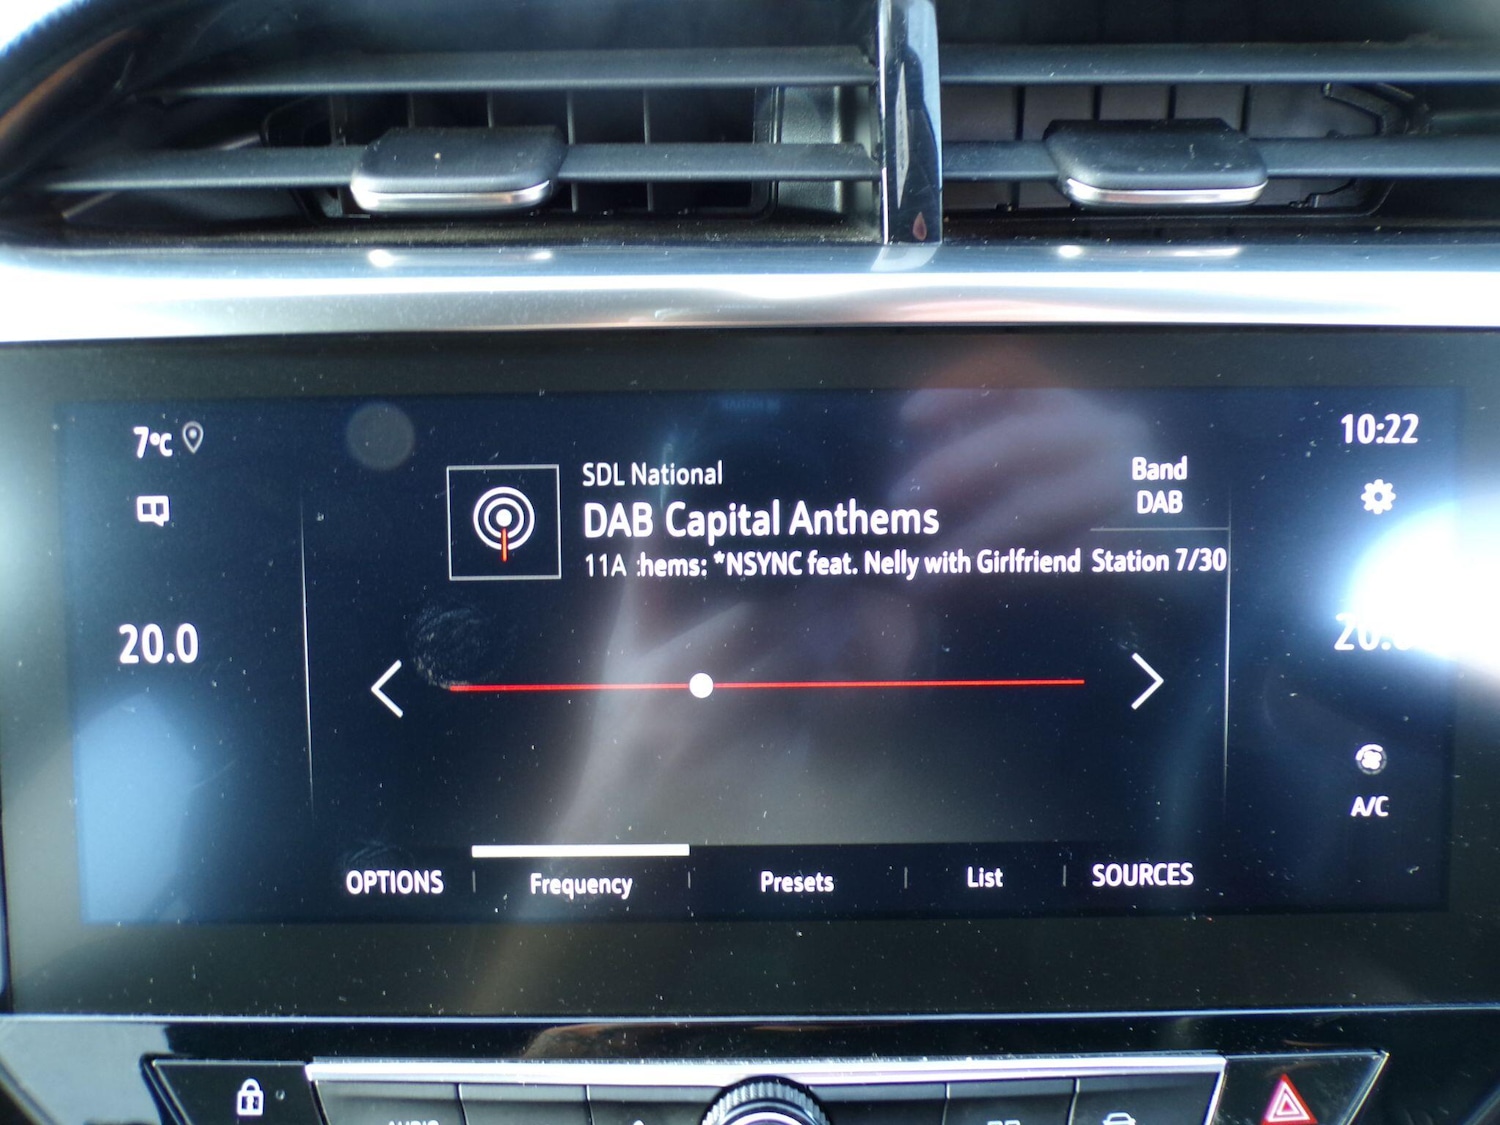 7°C
10:22
SDL National
Band
DAB
DAB Capital Anthems
11A :hems: *NSYNC feat. Nelly with Girlfriend
Station 7/30
20.0
OPTIONS
Frequency
Presets
List
SOURCES
A/C